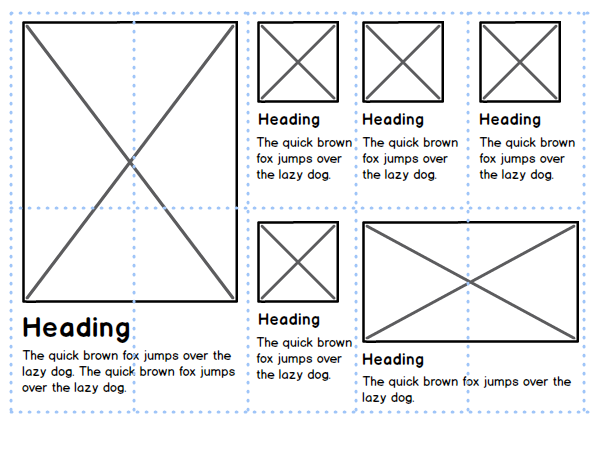 Heading
The quick brown fox jumps over the
lazy dog. The quick brown fox jumps
over the lazy dog.
Heading
The quick brown
fox jumps over
the lazy dog.
Heading
The quick brown
fox jumps over
the lazy dog.
Heading
The quick brown
fox jumps over
the lazy dog.
Heading
The quick brown
fox jumps over
the lazy dog.
Heading
The quick brown fox jumps over the
lazy dog.